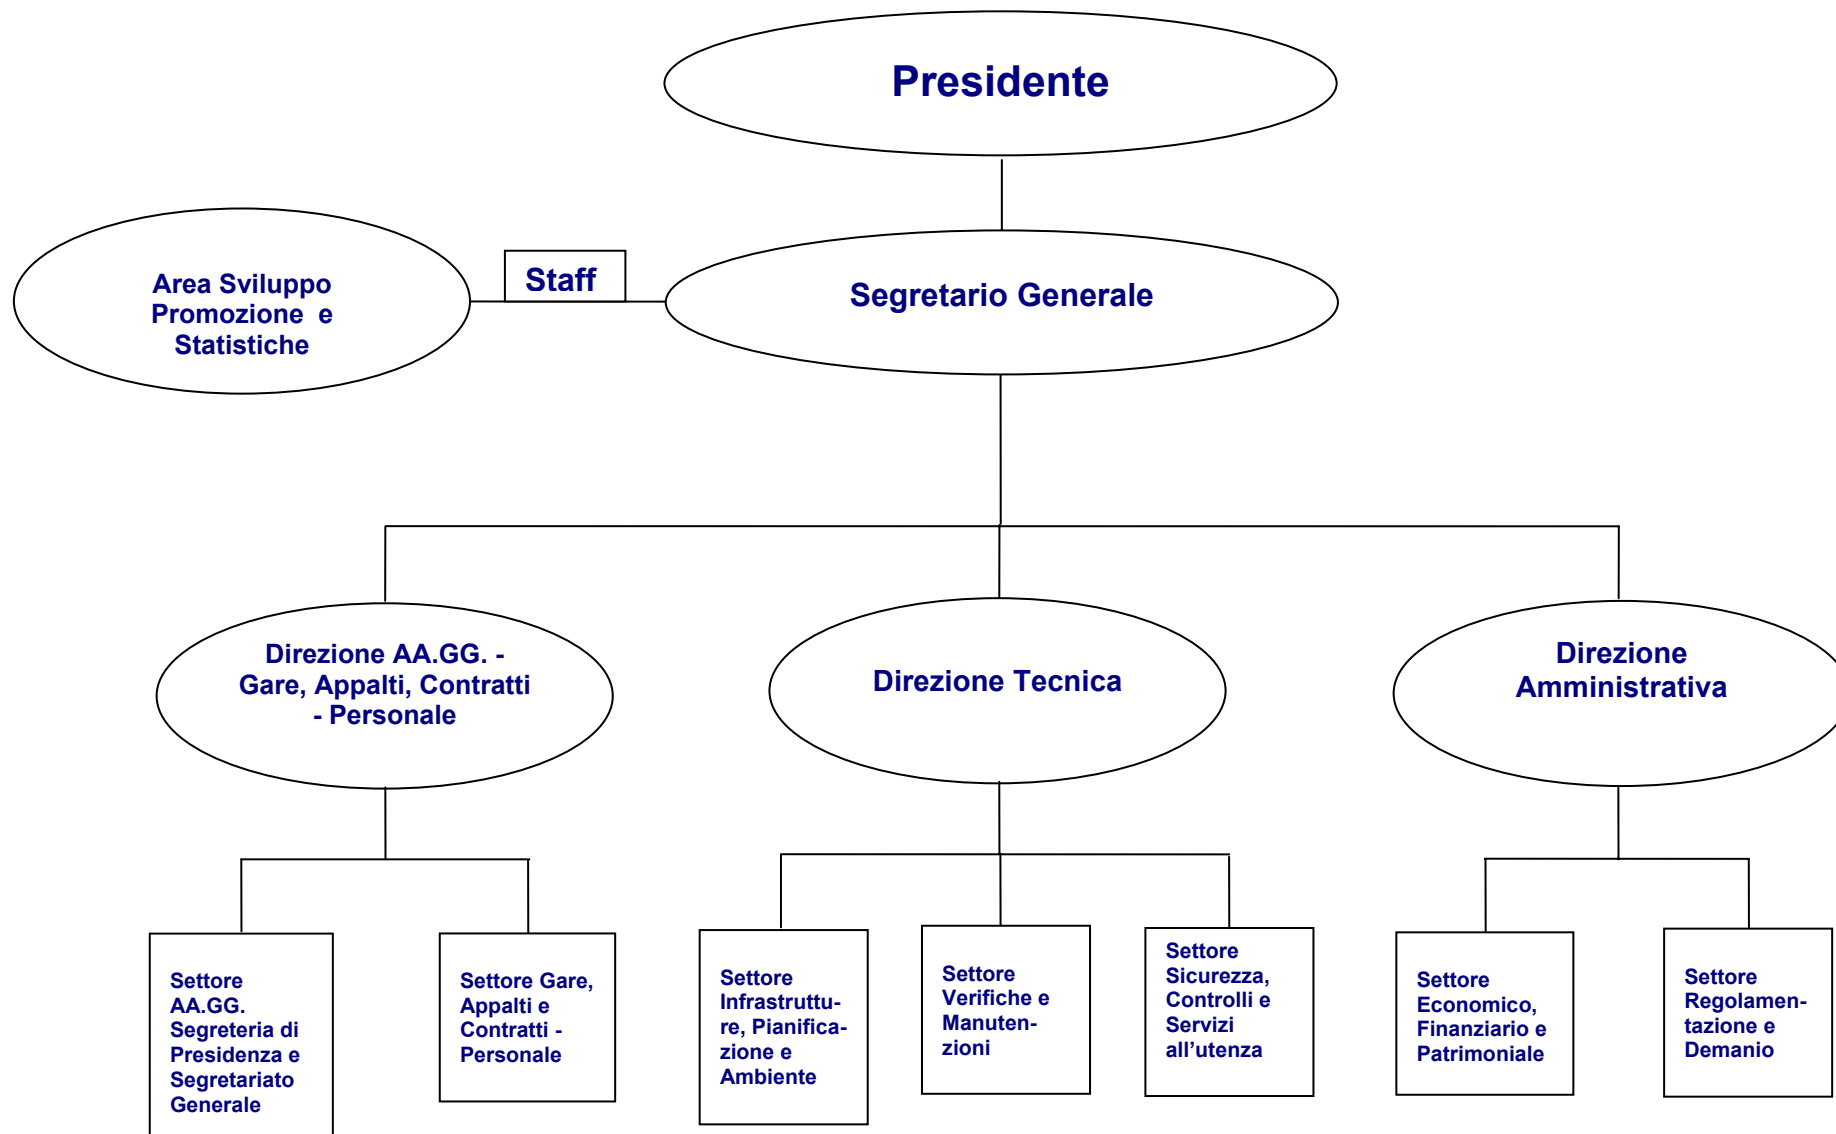 Presidente
Staff
Segretario Generale
Area Sviluppo
Promozione e
Statistiche
Direzione AA.GG. -
Gare, Appalti, Contratti
- Personale
Direzione Tecnica
Direzione
Amministrativa
Settore
AA.GG.
Segreteria di
Presidenza e
Segretariato
Generale
Settore Gare,
Appalti e
Contratti -
Personale
Settore
Infrastruttu-
re, Pianifica-
zione e
Ambiente
Settore
Verifiche e
Manuten-
zioni
Settore
Sicurezza,
Controlli e
Servizi
all’utenza
Settore
Economico,
Finanziario e
Patrimoniale
Settore
Regolamen-
tazione e
Demanio